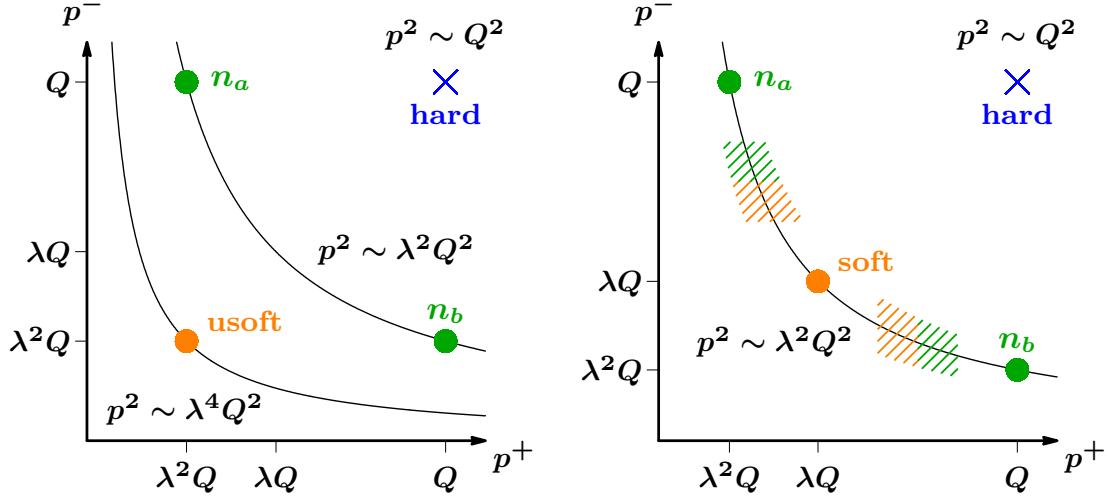 p⁻
p² ∼ Q²
Q
n_a
hard
λQ
p² ∼ λ²Q²
usoft
n_b
λ²Q
p² ∼ λ⁴Q²
p⁺
λ²Q
λQ
Q
p⁻
p² ∼ Q²
Q
n_a
hard
soft
λQ
p² ∼ λ²Q²
n_b
λ²Q
p⁺
λ²Q
λQ
Q